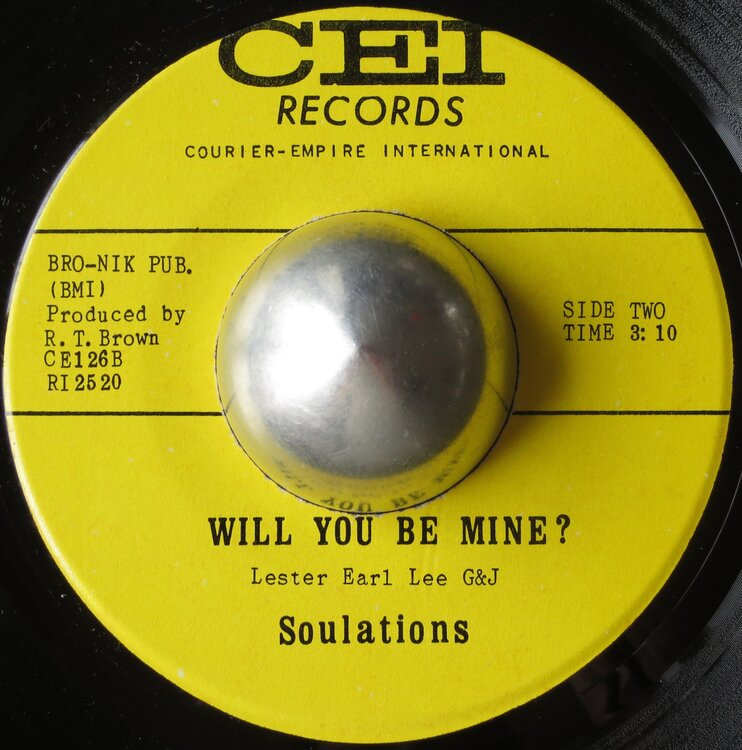 CEI
RECORDS
COURIER-EMPIRE INTERNATIONAL
BRO-NIK PUB.
(BMI)
Produced by
R. T. Brown
CE126B
RI 2520
SIDE TWO
TIME 3:10
WILL YOU BE MINE?
Lester Earl Lee G&J
Soulations